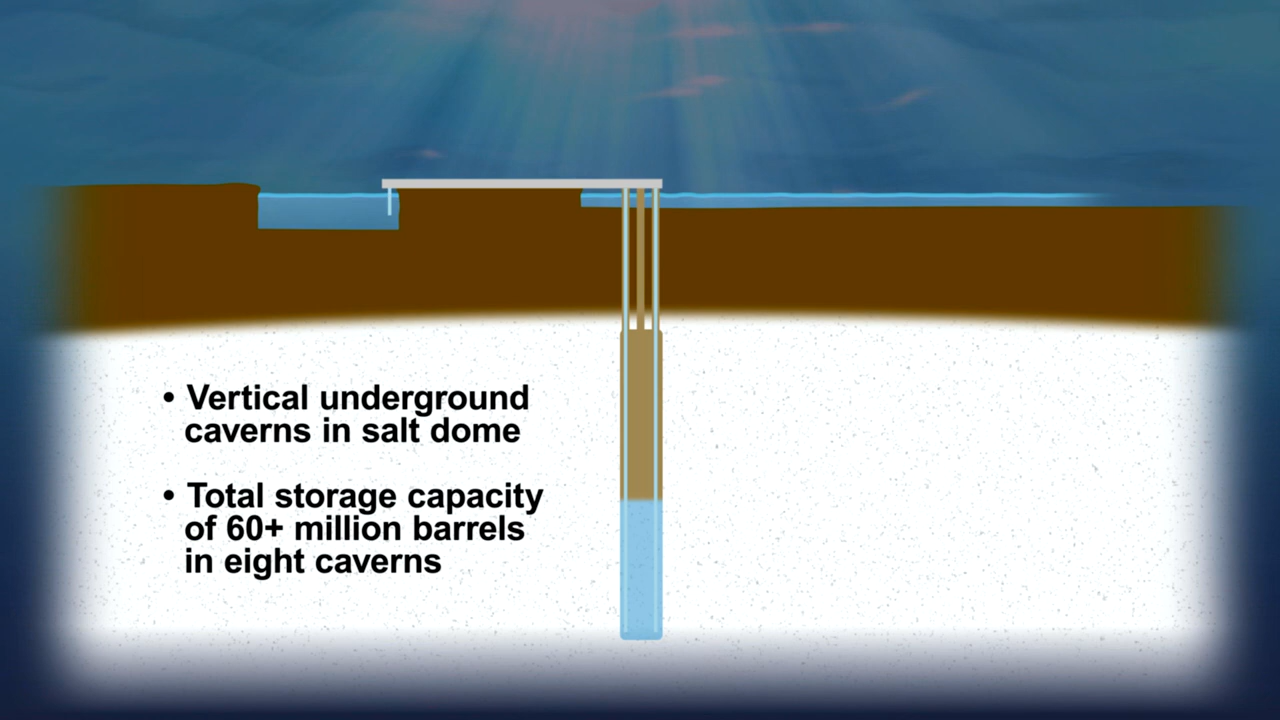 • Vertical underground
caverns in salt dome
• Total storage capacity
of 60+ million barrels
in eight caverns